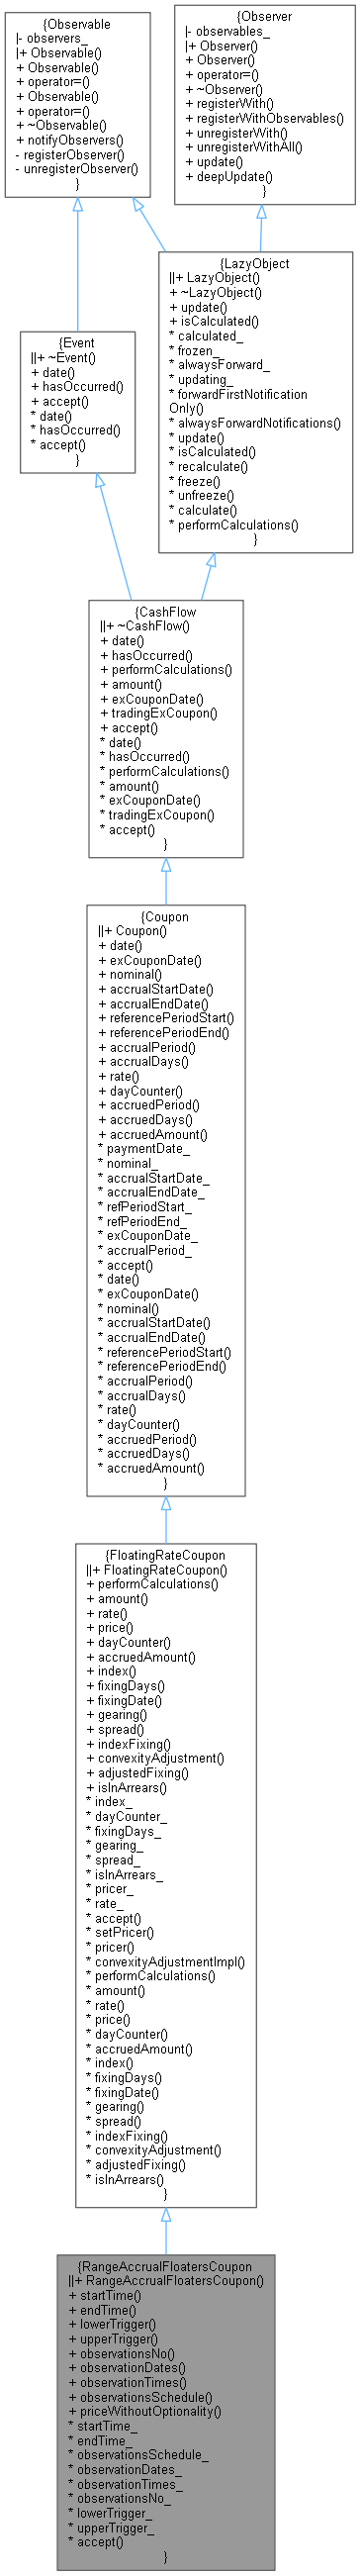 {Observable
|- observers_
|+ Observable()
+ Observable()
+ operator=()
+ Observable()
+ operator=()
+ ~Observable()
+ notifyObservers()
- registerObserver()
- unregisterObserver()
}
{Observer
|- observables_
|+ Observer()
+ Observer()
+ operator=()
+ ~Observer()
+ registerWith()
+ registerWithObservables()
+ unregisterWith()
+ unregisterWithAll()
+ update()
+ deepUpdate()
}
{LazyObject
||+ LazyObject()
+ ~LazyObject()
+ update()
+ isCalculated()
* calculated_
* frozen_
* alwaysForward_
* updating_
* forwardFirstNotification
Only()
* alwaysForwardNotifications()
* update()
* isCalculated()
* recalculate()
* freeze()
* unfreeze()
* calculate()
* performCalculations()
}
{Event
||+ ~Event()
+ date()
+ hasOccurred()
+ accept()
* date()
* hasOccurred()
* accept()
}
{CashFlow
||+ ~CashFlow()
+ date()
+ hasOccurred()
+ performCalculations()
+ amount()
+ exCouponDate()
+ tradingExCoupon()
+ accept()
* date()
* hasOccurred()
* performCalculations()
* amount()
* exCouponDate()
* tradingExCoupon()
* accept()
}
{Coupon
||+ Coupon()
+ date()
+ exCouponDate()
+ nominal()
+ accrualStartDate()
+ accrualEndDate()
+ referencePeriodStart()
+ referencePeriodEnd()
+ accrualPeriod()
+ accrualDays()
+ rate()
+ dayCounter()
+ accruedPeriod()
+ accruedDays()
+ accruedAmount()
* paymentDate_
* nominal_
* accrualStartDate_
* accrualEndDate_
* refPeriodStart_
* refPeriodEnd_
* exCouponDate_
* accrualPeriod_
* accept()
* date()
* exCouponDate()
* nominal()
* accrualStartDate()
* accrualEndDate()
* referencePeriodStart()
* referencePeriodEnd()
* accrualPeriod()
* accrualDays()
* rate()
* dayCounter()
* accruedPeriod()
* accruedDays()
* accruedAmount()
}
{FloatingRateCoupon
||+ FloatingRateCoupon()
+ performCalculations()
+ amount()
+ rate()
+ price()
+ dayCounter()
+ accruedAmount()
+ index()
+ fixingDays()
+ fixingDate()
+ gearing()
+ spread()
+ indexFixing()
+ convexityAdjustment()
+ adjustedFixing()
+ isInArrears()
* index_
* dayCounter_
* fixingDays_
* gearing_
* spread_
* isInArrears_
* pricer_
* rate_
* accept()
* setPricer()
* pricer()
* convexityAdjustmentImpl()
* performCalculations()
* amount()
* rate()
* price()
* dayCounter()
* accruedAmount()
* index()
* fixingDays()
* fixingDate()
* gearing()
* spread()
* indexFixing()
* convexityAdjustment()
* adjustedFixing()
* isInArrears()
}
{RangeAccrualFloatersCoupon
||+ RangeAccrualFloatersCoupon()
+ startTime()
+ endTime()
+ lowerTrigger()
+ upperTrigger()
+ observationsNo()
+ observationDates()
+ observationTimes()
+ observationsSchedule()
+ priceWithoutOptionality()
* startTime_
* endTime_
* observationsSchedule_
* observationDates_
* observationTimes_
* observationsNo_
* lowerTrigger_
* upperTrigger_
* accept()
}